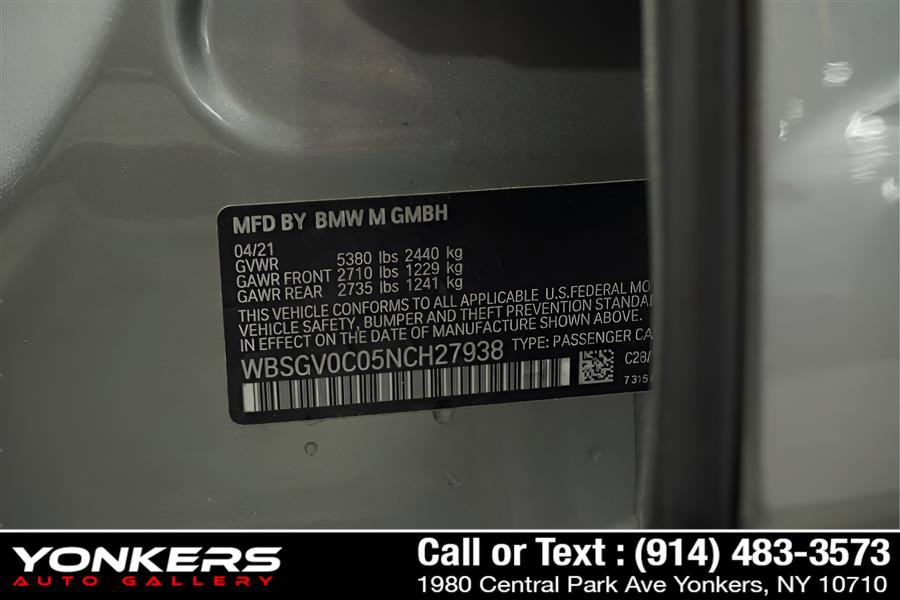 MFD BY BMW M GMBH
04/21
GVWR 5380 lbs 2440 kg
GAWR FRONT 2710 lbs 1229 kg
GAWR REAR 2735 lbs 1241 kg
THIS VEHICLE CONFORMS TO ALL APPLICABLE U.S.FEDERAL MO
VEHICLE SAFETY, BUMPER AND THEFT PREVENTION STANDAR
IN EFFECT ON THE DATE OF MANUFACTURE SHOWN ABOVE.
WBSGV0C05NCH27938 TYPE: PASSENGER CA
C2B/
7315
YONKERS
AUTO GALLERY
Call or Text : (914) 483-3573
1980 Central Park Ave Yonkers, NY 10710